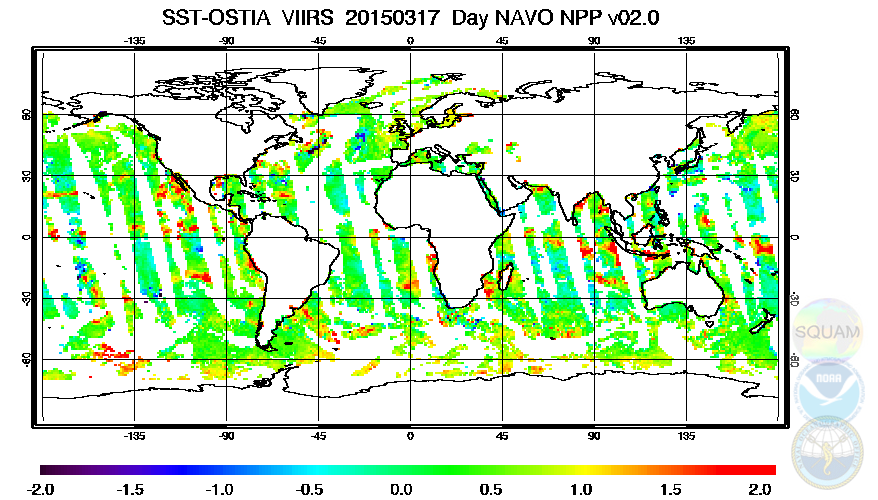 SST-OSTIA VIIRS 20150317 Day NAVO NPP v02.0
-135 -90 -45 0 45 90 135
60 60
30 30
0 0
-30 -30
-60 -60
-135 -90 -45 0 45 90 135
SQUAM
NOAA
-2.0 -1.5 -1.0 -0.5 0.0 0.5 1.0 1.5 2.0